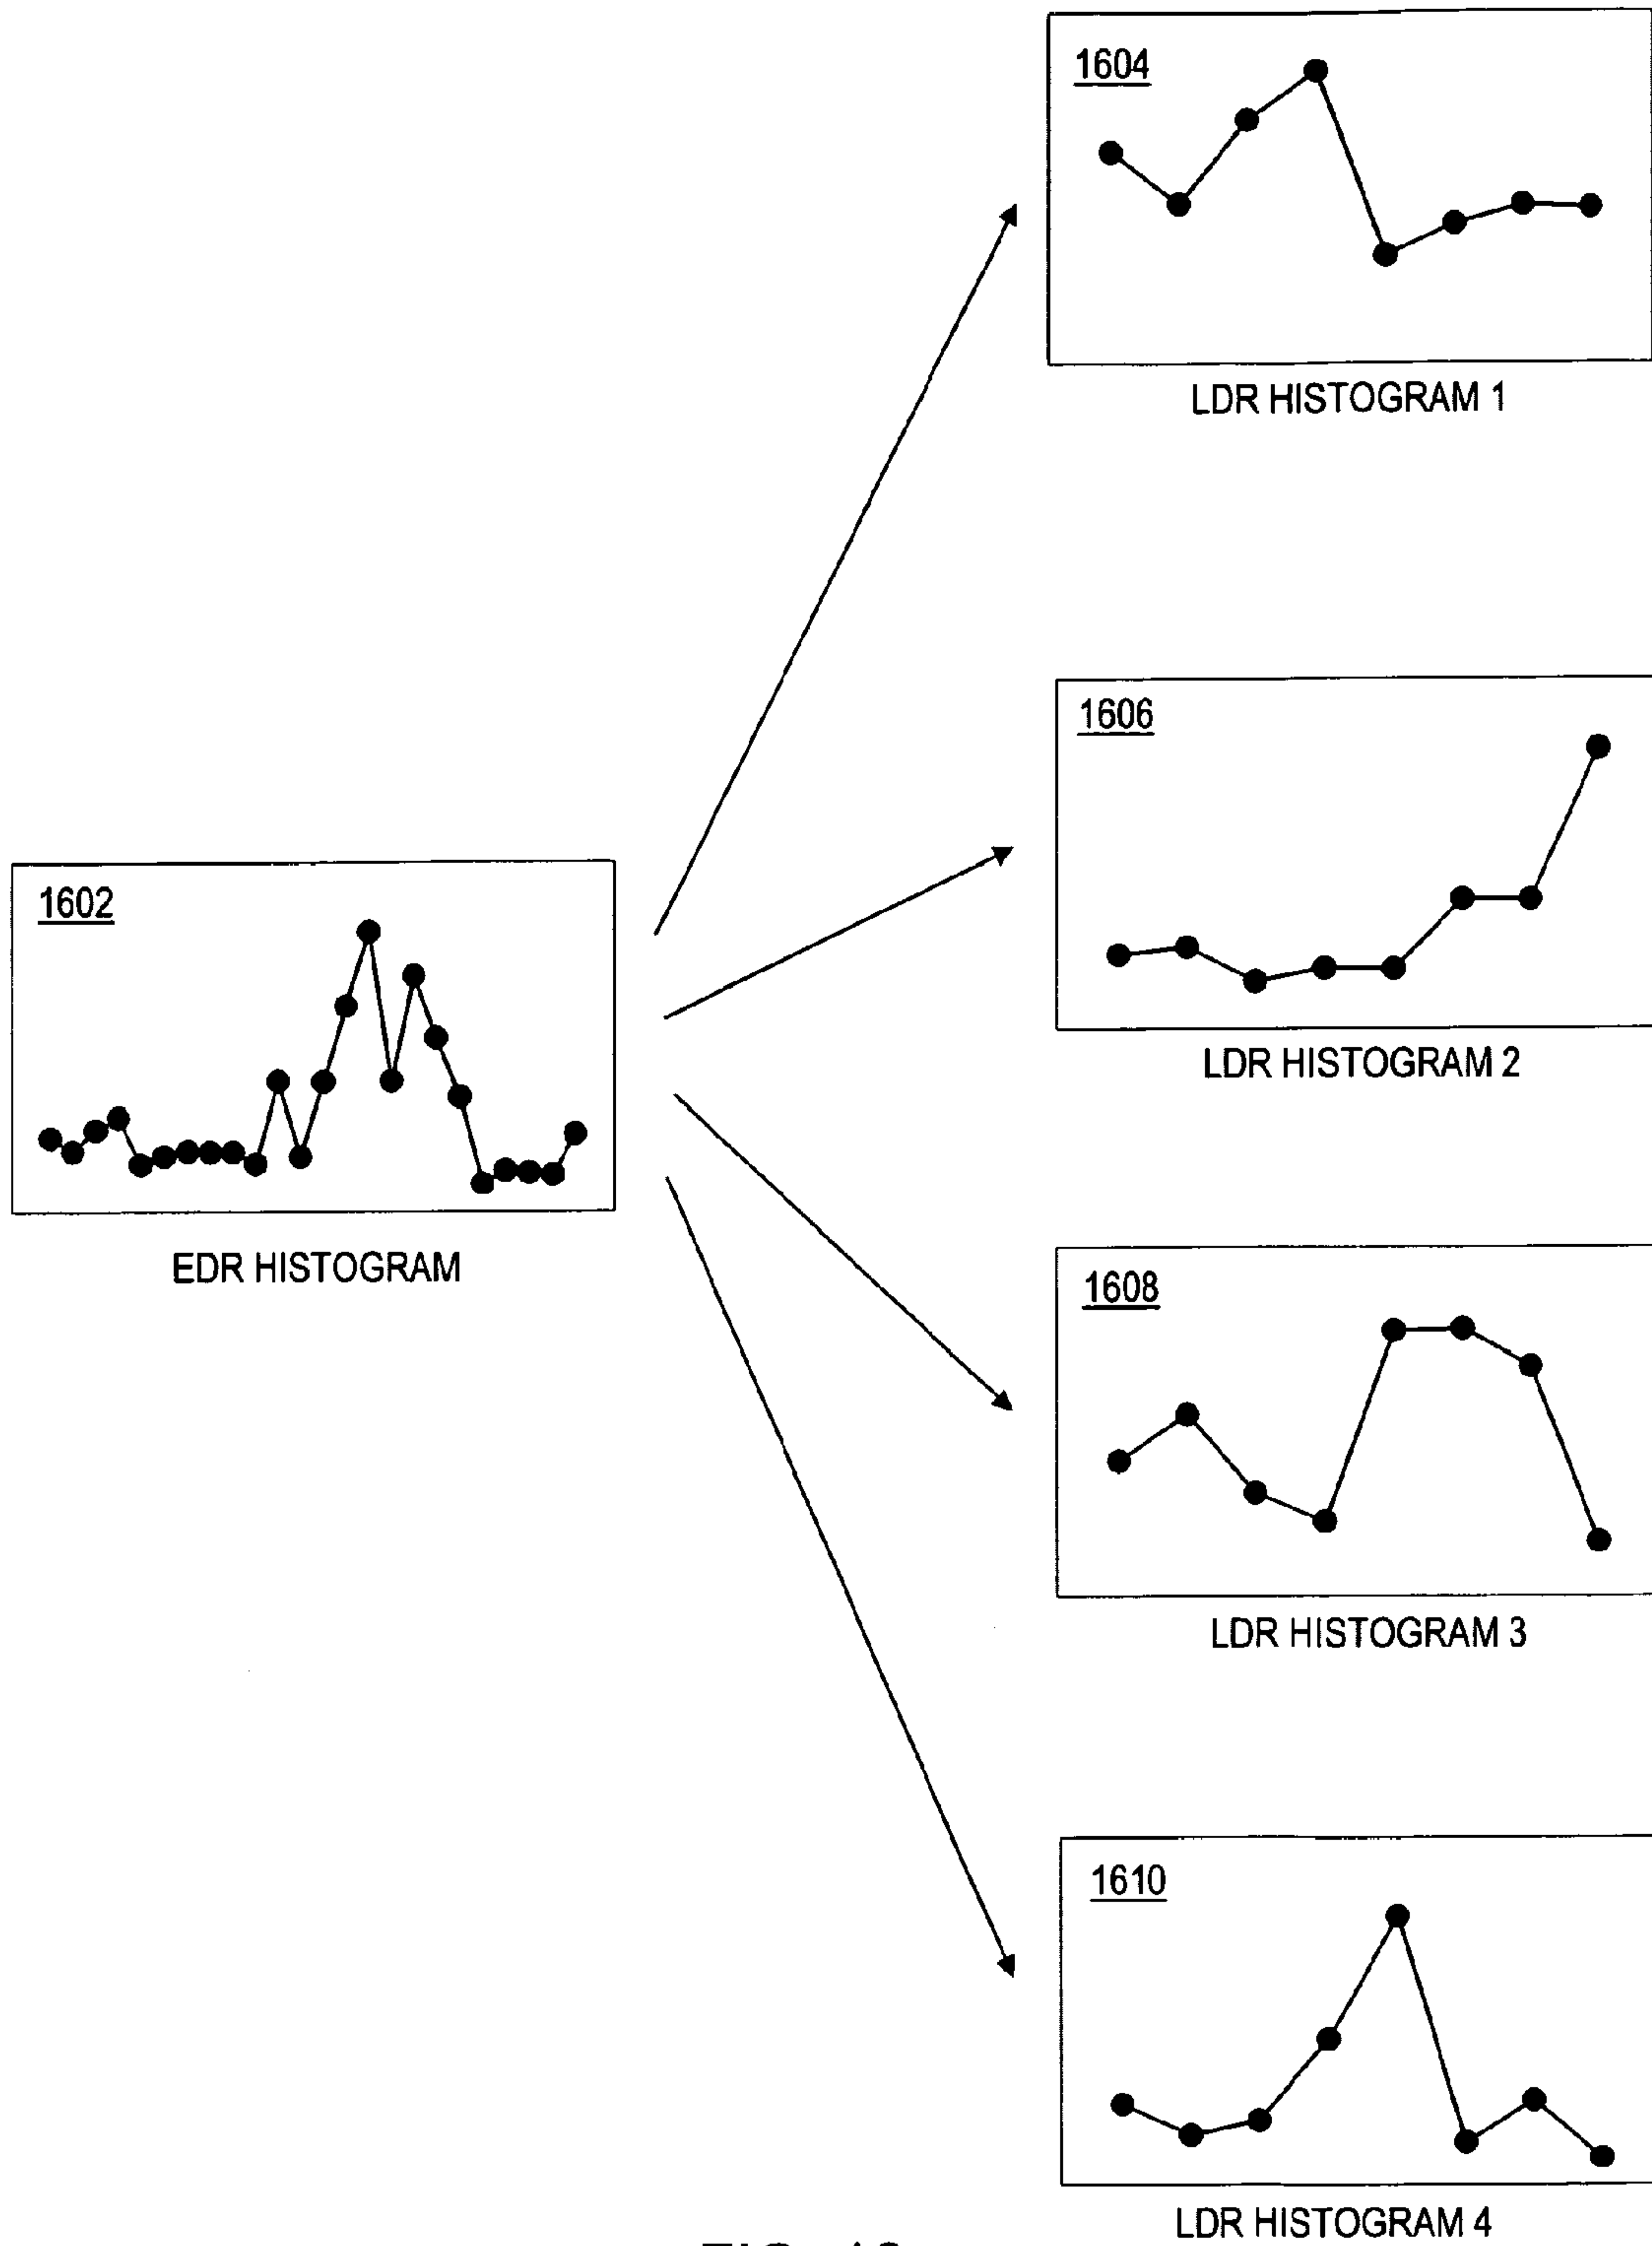 1604
LDR HISTOGRAM 1
1606
LDR HISTOGRAM 2
1602
EDR HISTOGRAM
1608
LDR HISTOGRAM 3
1610
LDR HISTOGRAM 4